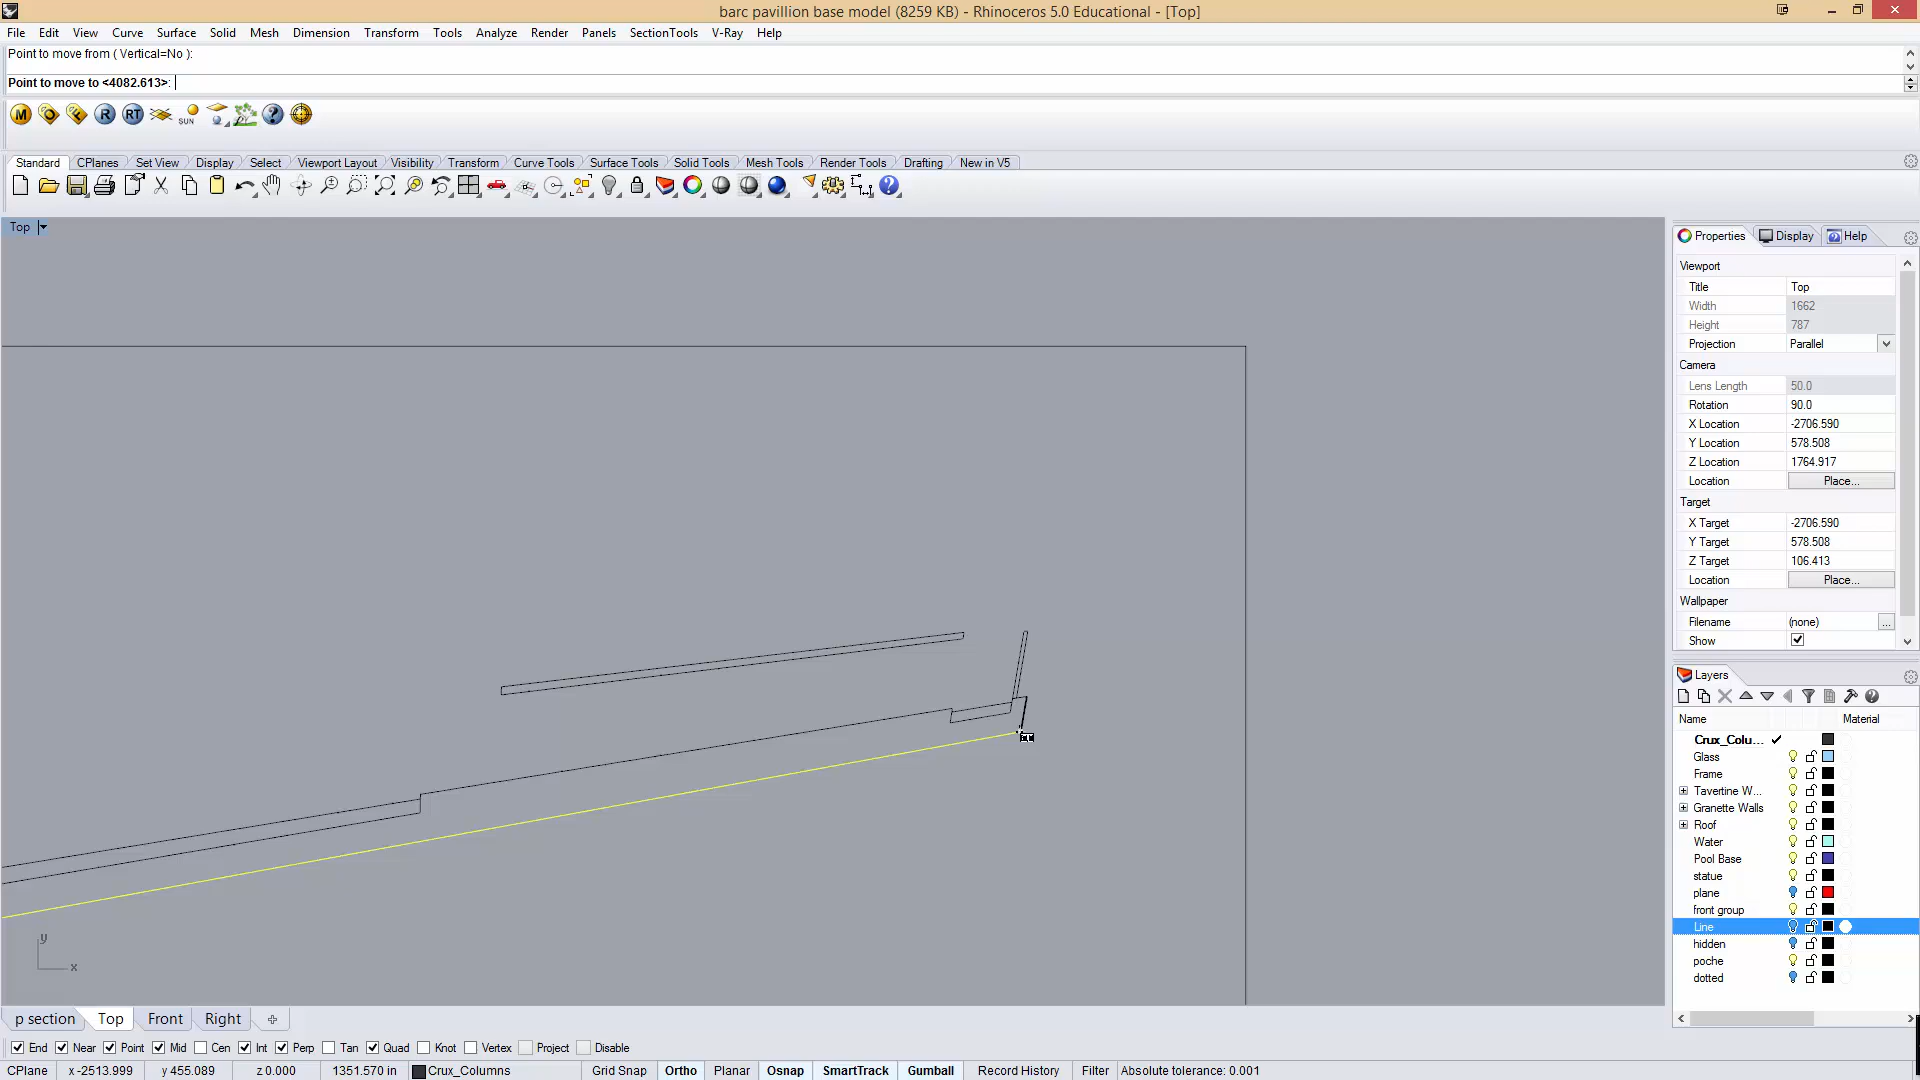 barc pavillion base model (8259 KB) - Rhinoceros 5.0 Educational - [Top]
File Edit View Curve Surface Solid Mesh Dimension Transform Tools Analyze Render Panels SectionTools V-Ray Help
Point to move from ( Vertical=No ):
Point to move to <4082.613>:
M R RT SUN ?
Standard CPlanes Set View Display Select Viewport Layout Visibility Transform Curve Tools Surface Tools Solid Tools Mesh Tools Render Tools Drafting New in V5
Top
Properties Display Help
Viewport
Title Top
Width 1662
Height 787
Projection Parallel
Camera
Lens Length 50.0
Rotation 90.0
X Location -2706.590
Y Location 578.508
Z Location 1764.917
Location Place...
Target
X Target -2706.590
Y Target 578.508
Z Target 106.413
Location Place...
Wallpaper
Filename (none) ...
Show
Layers
Name Material
Crux_Colu...
Glass
Frame
Tavertine W...
Granette Walls
Roof
Water
Pool Base
statue
plane
front group
Line
hidden
poche
dotted
y
x
p section Top Front Right
End Near Point Mid Cen Int Perp Tan Quad Knot Vertex Project Disable
CPlane x -2513.999 y 455.089 z 0.000 1351.570 in Crux_Columns Grid Snap Ortho Planar Osnap SmartTrack Gumball Record History Filter Absolute tolerance: 0.001